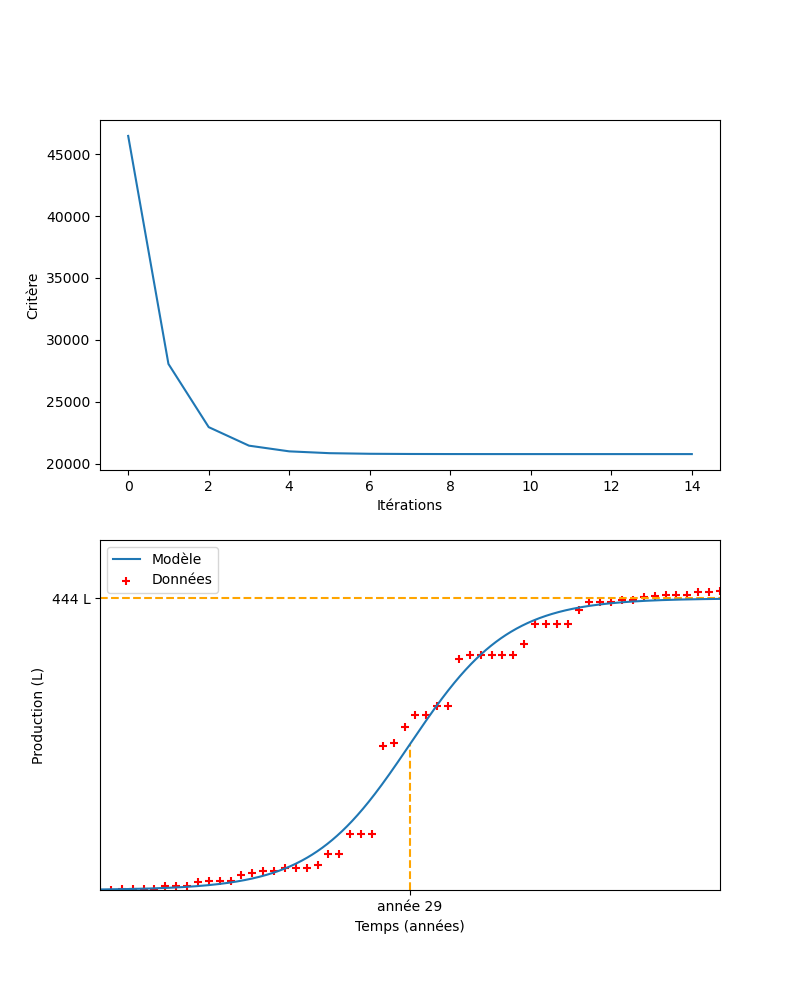 45000
40000
35000
30000
25000
20000
Critère
0 2 4 6 8 10 12 14
Itérations
Modèle
Données
444 L
Production (L)
année 29
Temps (années)